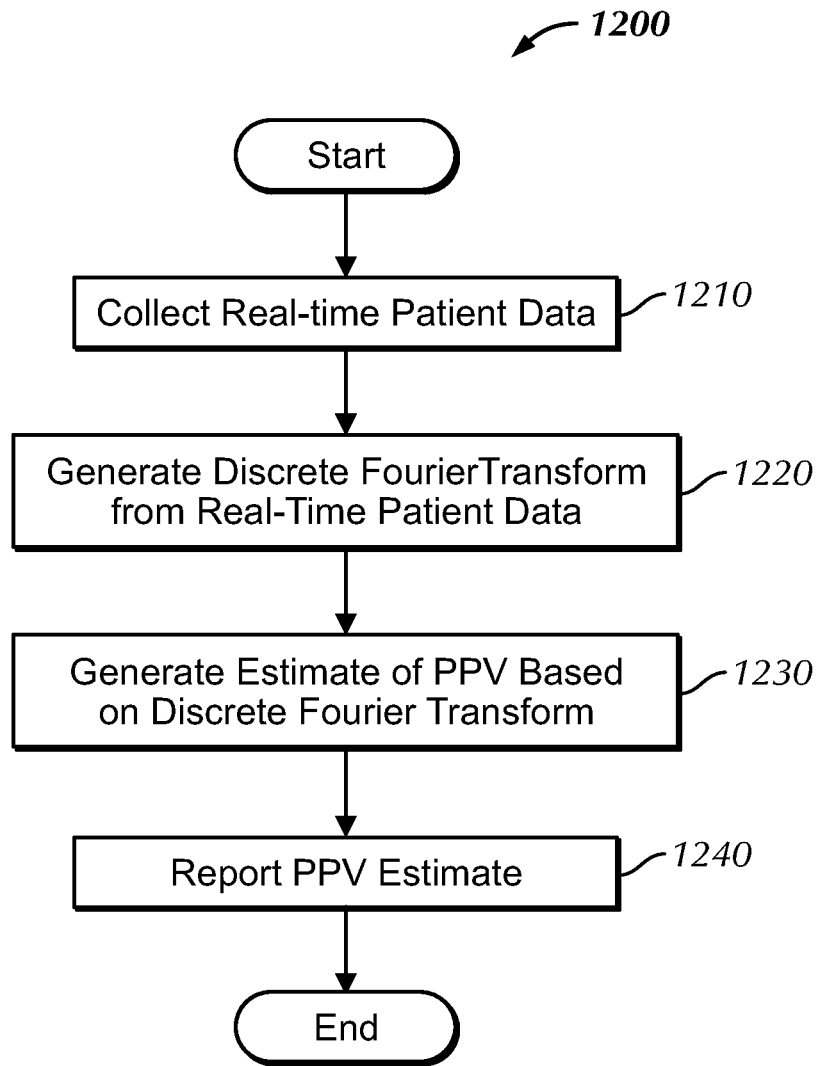 1200
Start
Collect Real-time Patient Data
1210
Generate Discrete FourierTransform
from Real-Time Patient Data
1220
Generate Estimate of PPV Based
on Discrete Fourier Transform
1230
Report PPV Estimate
1240
End